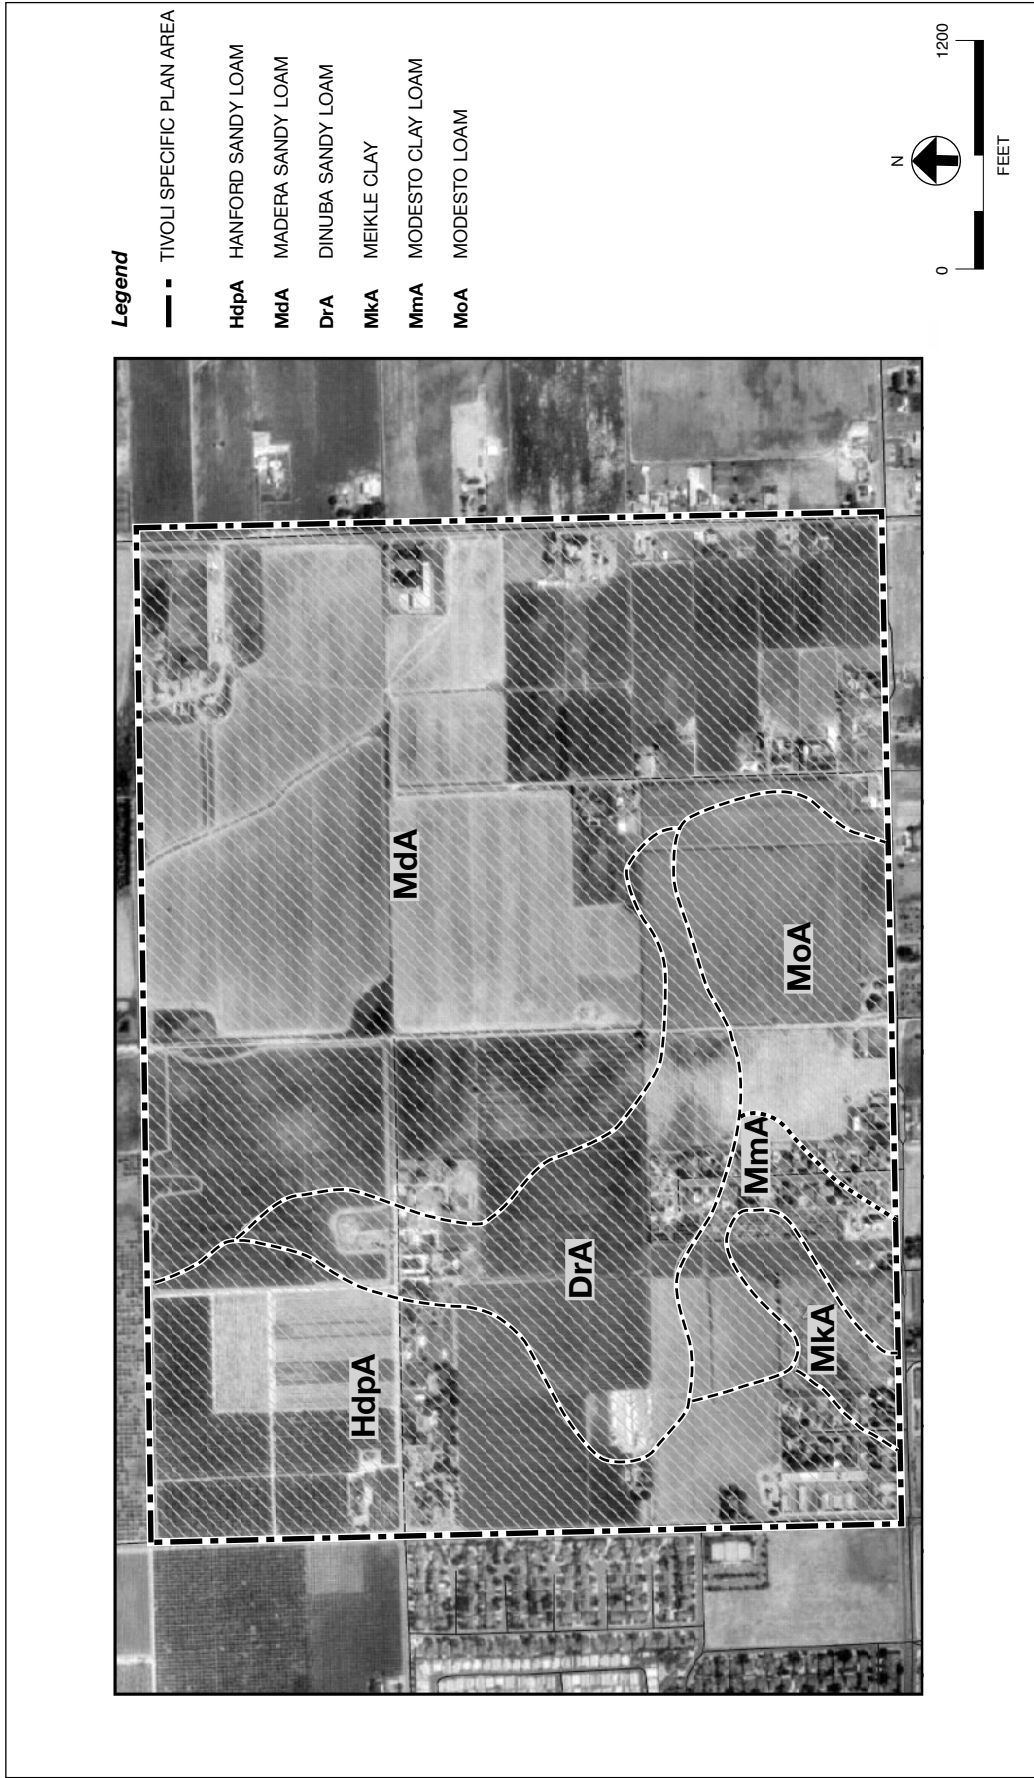 Legend
TIVOLI SPECIFIC PLAN AREA
HdpA HANFORD SANDY LOAM
MdA MADERA SANDY LOAM
DrA DINUBA SANDY LOAM
MkA MEIKLE CLAY
MmA MODESTO CLAY LOAM
MoA MODESTO LOAM
HdpA
MdA
DrA
MkA
MmA
MoA
N
0 1200
FEET